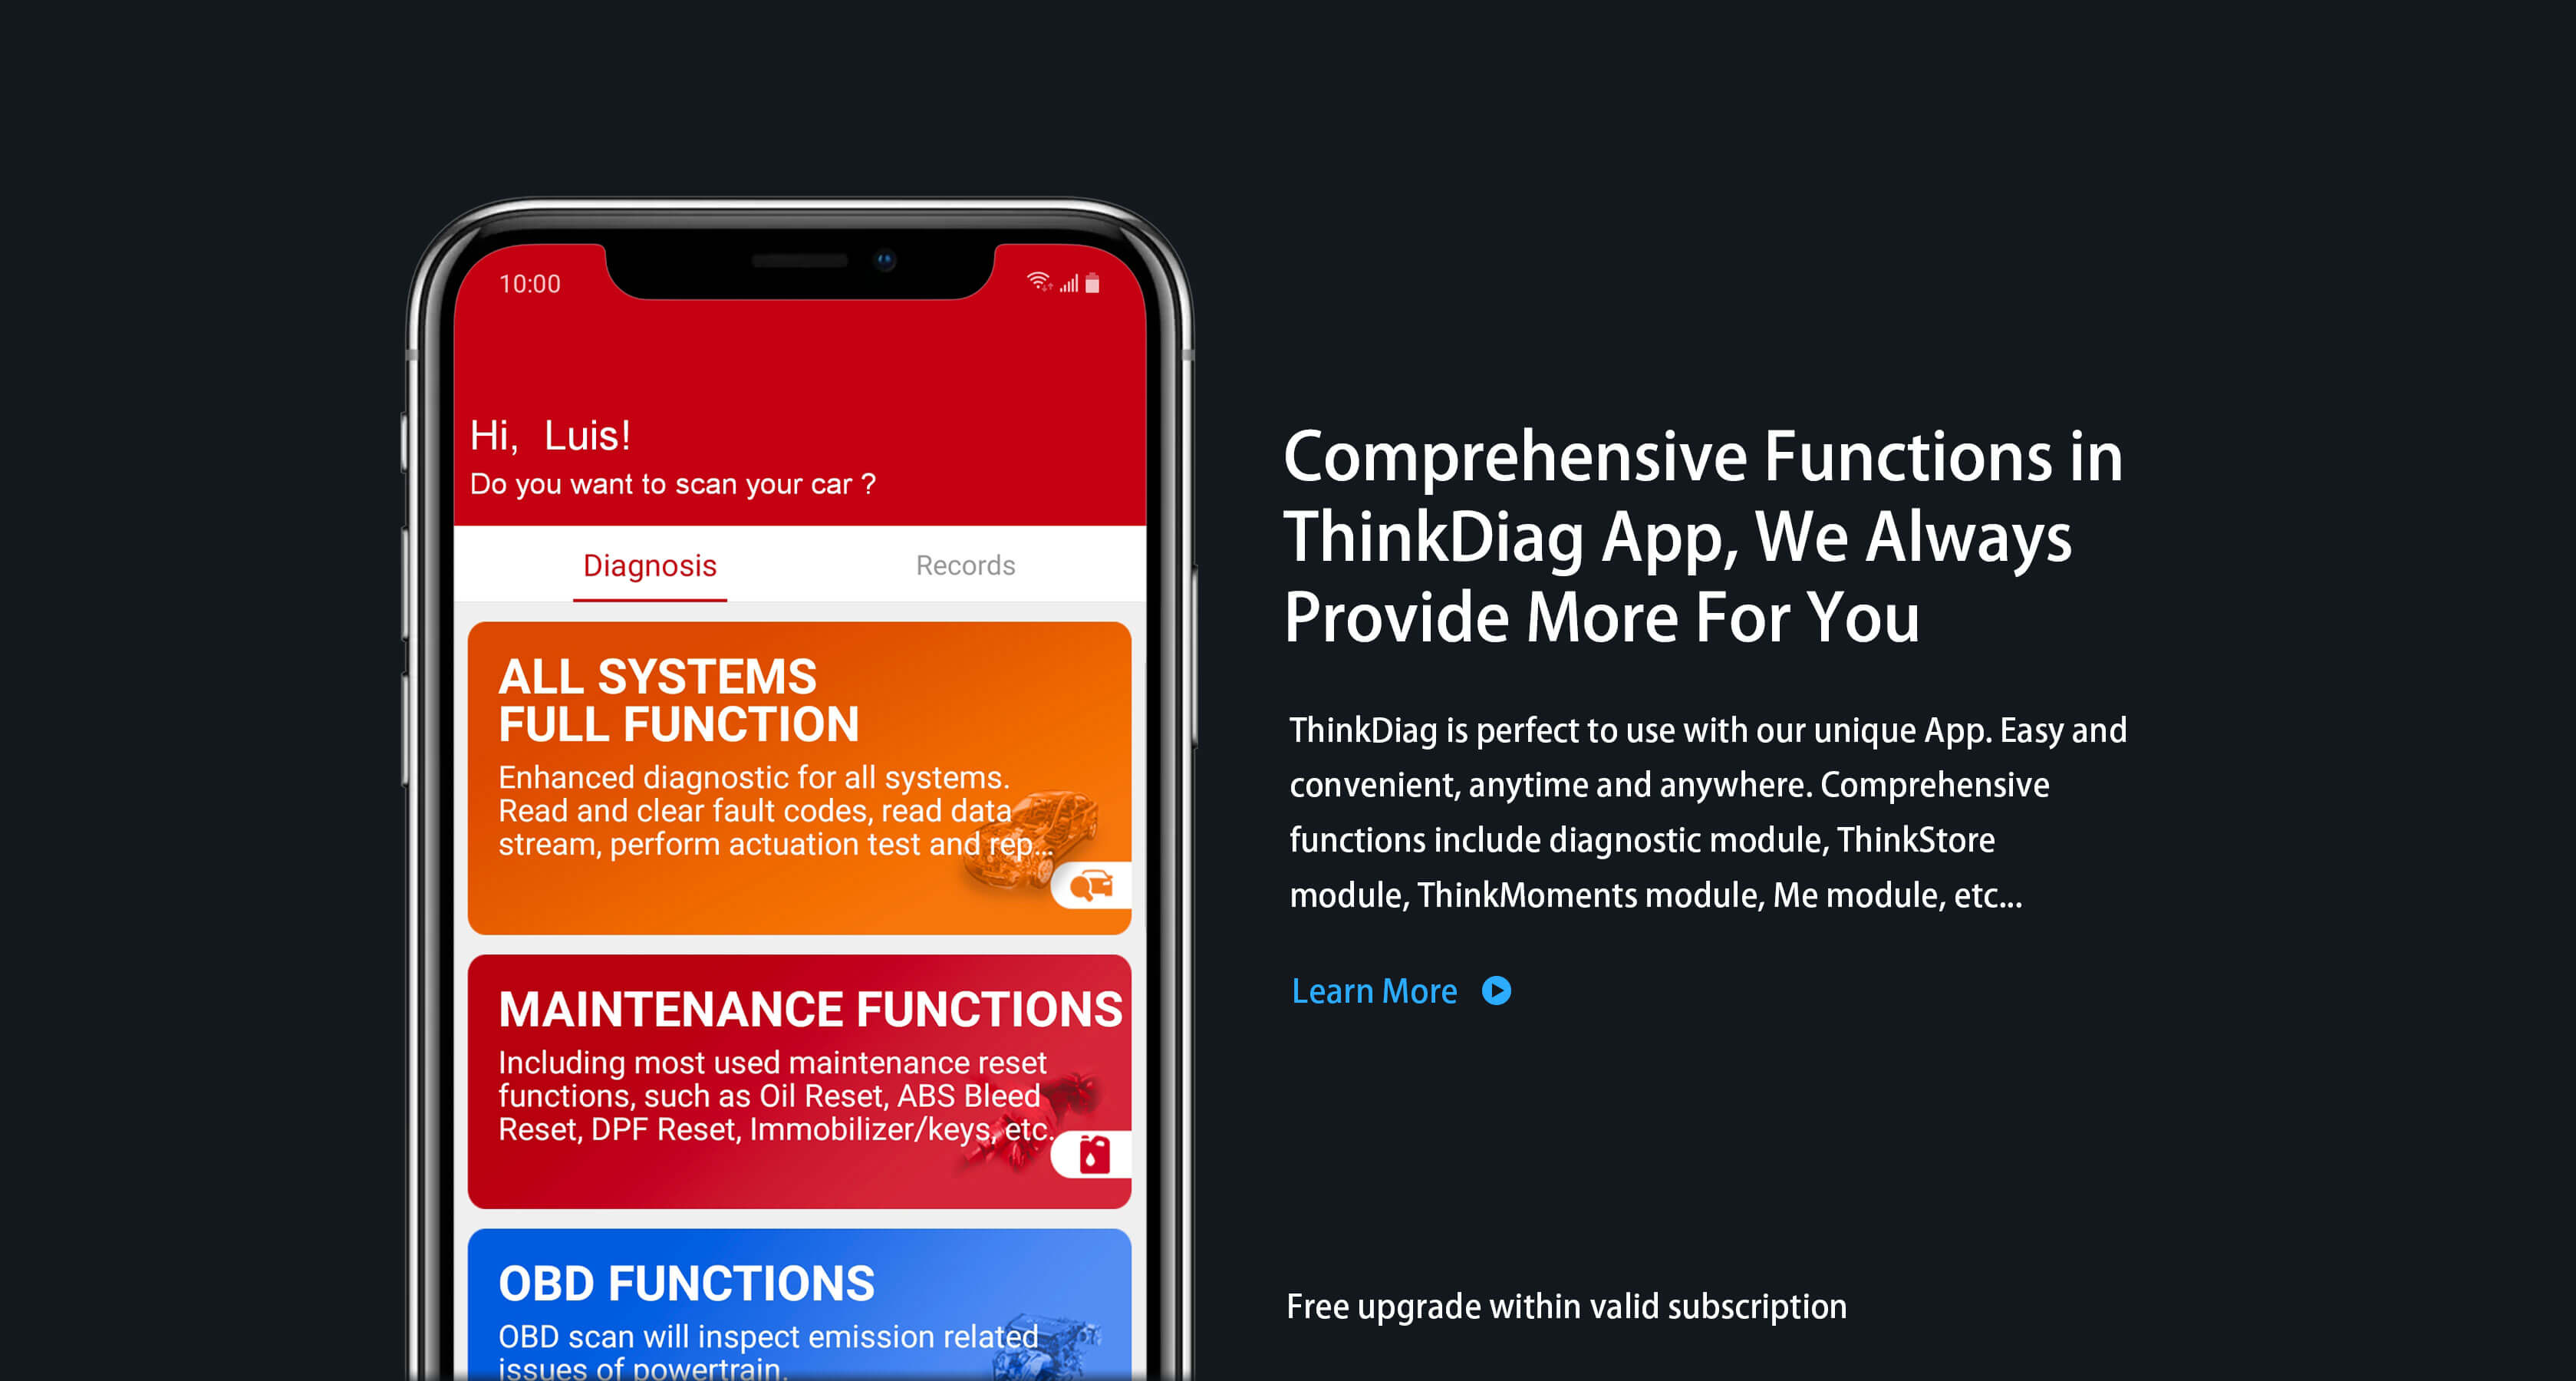 10:00
Hi, Luis!
Do you want to scan your car ?
Diagnosis
Records
ALL SYSTEMS
FULL FUNCTION
Enhanced diagnostic for all systems.
Read and clear fault codes, read data
stream, perform actuation test and rep...
MAINTENANCE FUNCTIONS
Including most used maintenance reset
functions, such as Oil Reset, ABS Bleed
Reset, DPF Reset, Immobilizer/keys, etc.
OBD FUNCTIONS
OBD scan will inspect emission related
issues of powertrain.
Comprehensive Functions in
ThinkDiag App, We Always
Provide More For You
ThinkDiag is perfect to use with our unique App. Easy and
convenient, anytime and anywhere. Comprehensive
functions include diagnostic module, ThinkStore
module, ThinkMoments module, Me module, etc...
Learn More
Free upgrade within valid subscription